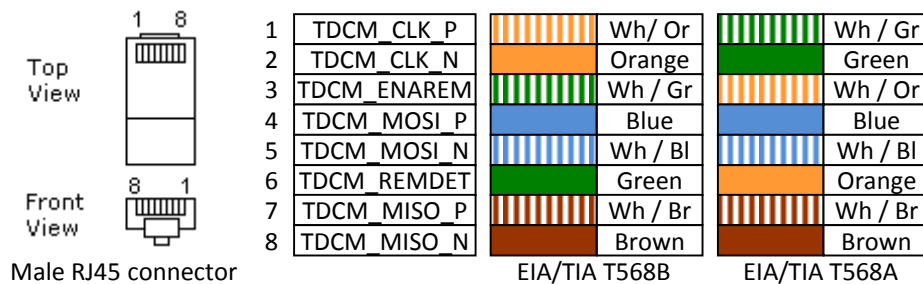 1 8
Top
View
8 1
Front
View
Male RJ45 connector
1 TDCM_CLK_P Wh/ Or Wh / Gr
2 TDCM_CLK_N Orange Green
3 TDCM_ENAREM Wh / Gr Wh / Or
4 TDCM_MOSI_P Blue Blue
5 TDCM_MOSI_N Wh / Bl Wh / Bl
6 TDCM_REMDET Green Orange
7 TDCM_MISO_P Wh / Br Wh / Br
8 TDCM_MISO_N Brown Brown
EIA/TIA T568B EIA/TIA T568A